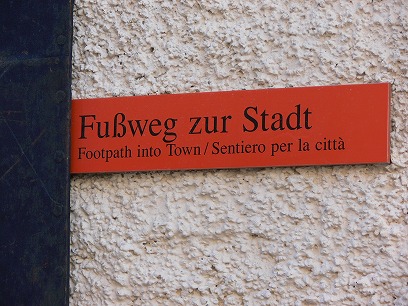 Fußweg zur Stadt
Footpath into Town / Sentiero per la città